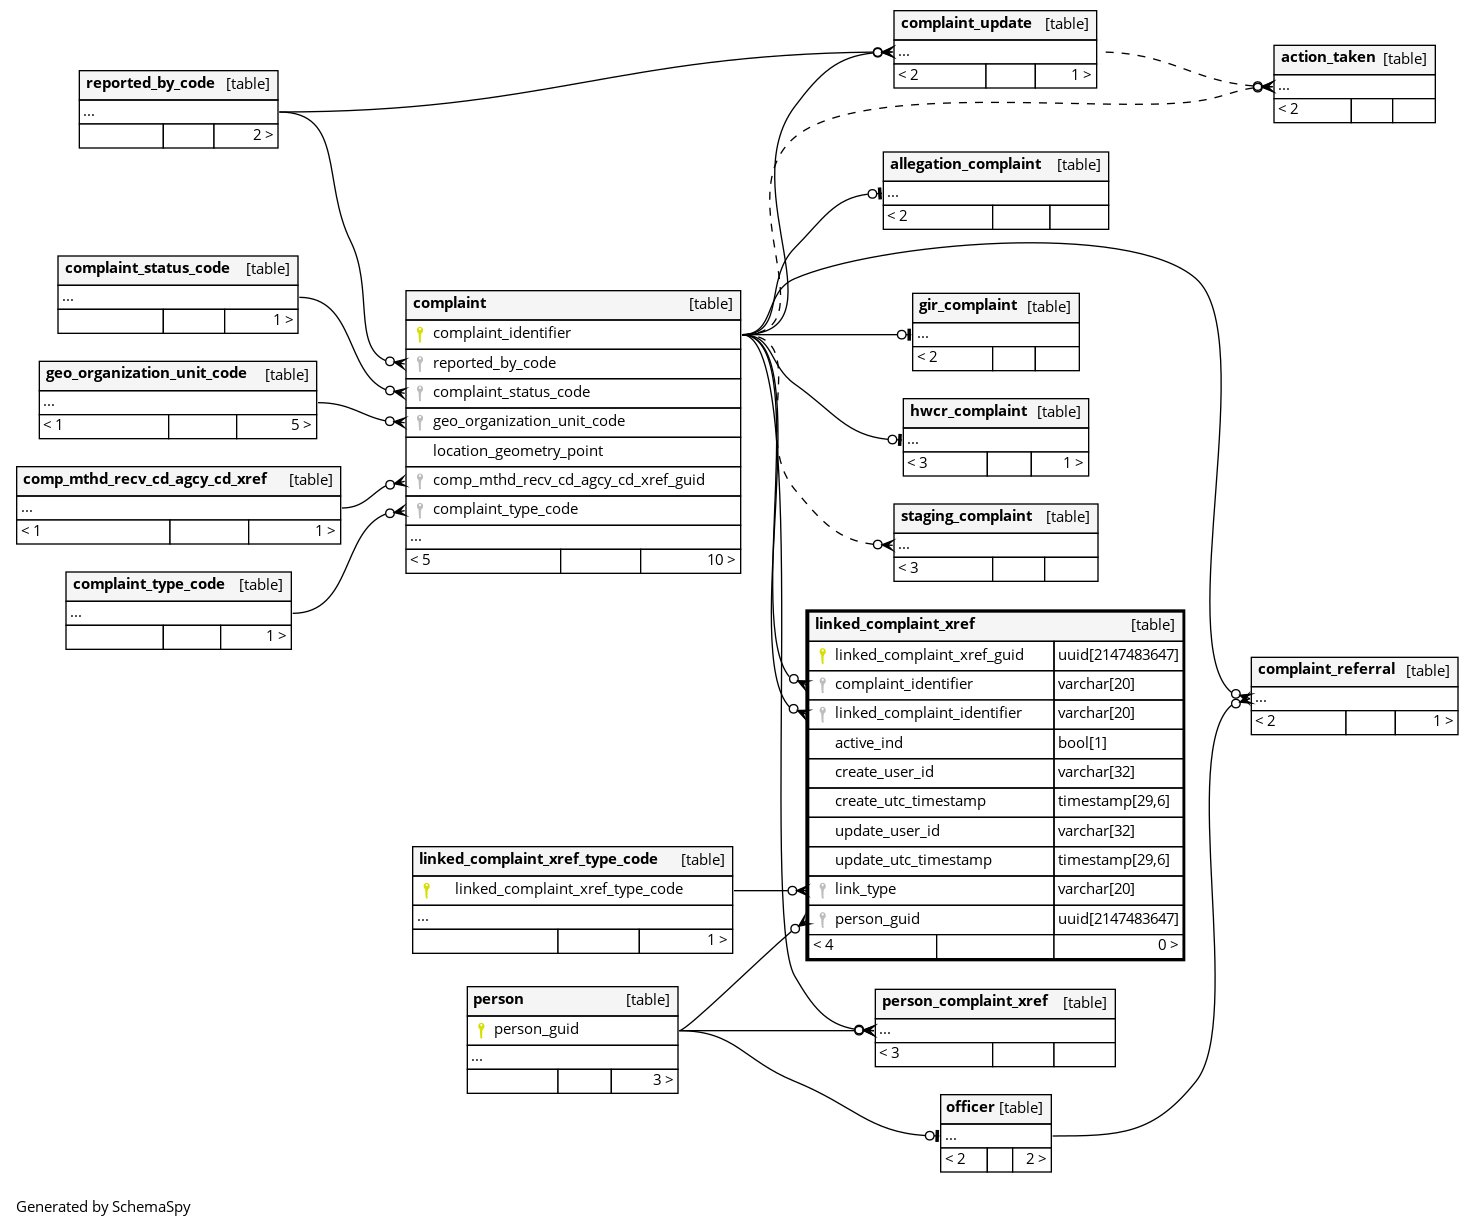 complaint_update [table]
...
< 2 1 >
action_taken [table]
...
< 2
reported_by_code [table]
...
2 >
allegation_complaint [table]
...
< 2
complaint_status_code [table]
...
1 >
geo_organization_unit_code [table]
...
< 1 5 >
comp_mthd_recv_cd_agcy_cd_xref [table]
...
< 1 1 >
complaint_type_code [table]
...
1 >
complaint [table]
complaint_identifier
reported_by_code
complaint_status_code
geo_organization_unit_code
location_geometry_point
comp_mthd_recv_cd_agcy_cd_xref_guid
complaint_type_code
...
< 5 10 >
gir_complaint [table]
...
< 2
hwcr_complaint [table]
...
< 3 1 >
staging_complaint [table]
...
< 3
linked_complaint_xref [table]
linked_complaint_xref_guid uuid[2147483647]
complaint_identifier varchar[20]
linked_complaint_identifier varchar[20]
active_ind bool[1]
create_user_id varchar[32]
create_utc_timestamp timestamp[29,6]
update_user_id varchar[32]
update_utc_timestamp timestamp[29,6]
link_type varchar[20]
person_guid uuid[2147483647]
< 4 0 >
complaint_referral [table]
...
< 2 1 >
linked_complaint_xref_type_code [table]
linked_complaint_xref_type_code
...
1 >
person [table]
person_guid
...
3 >
person_complaint_xref [table]
...
< 3
officer [table]
...
< 2 2 >
Generated by SchemaSpy